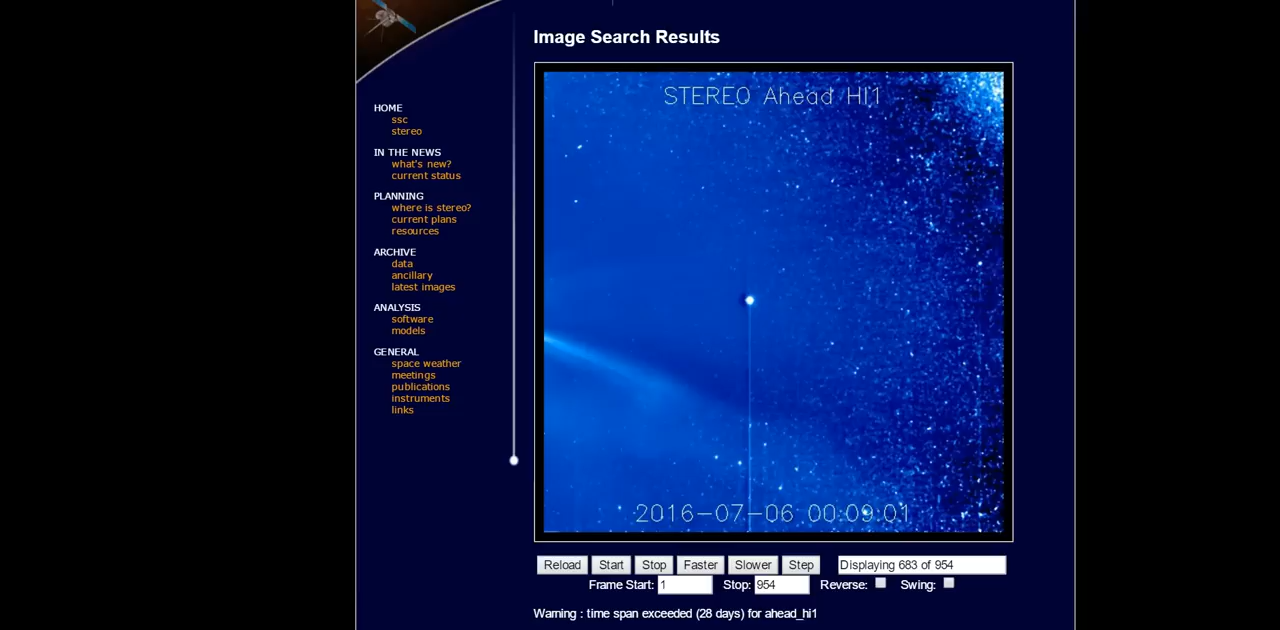 Image Search Results
HOME
ssc
stereo
IN THE NEWS
what's new?
current status
PLANNING
where is stereo?
current plans
resources
ARCHIVE
data
ancillary
latest images
ANALYSIS
software
models
GENERAL
space weather
meetings
publications
instruments
links
STEREO Ahead HI1
2016-07-06 00:09:01
Reload Start Stop Faster Slower Step Displaying 683 of 954
Frame Start: 1 Stop: 954 Reverse: Swing:
Warning : time span exceeded (28 days) for ahead_hi1